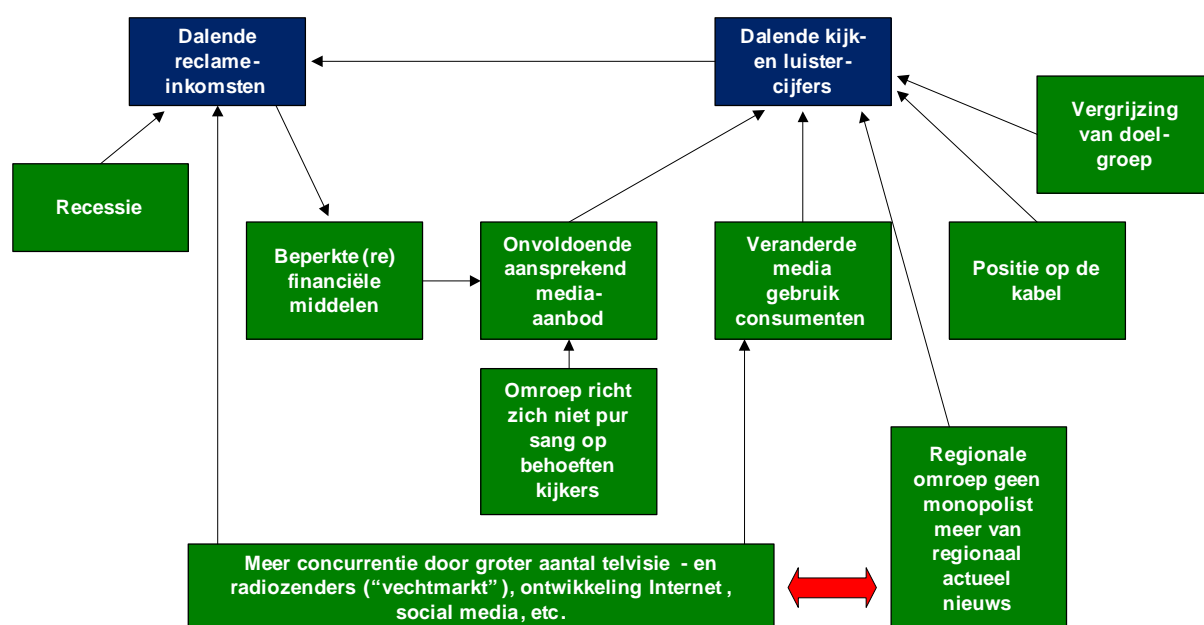 Dalende
reclame-
inkomsten
Dalende kijk-
en luister-
cijfers
Vergrijzing
van doel-
groep
Recessie
Beperkte (re)
financiële
middelen
Onvoldoende
aansprekend
media-
aanbod
Veranderde
media
gebruik
consumenten
Positie op de
kabel
Omroep richt
zich niet pur
sang op
behoeften
kijkers
Regionale
omroep geen
monopolist
meer van
regionaal
actueel
nieuws
Meer concurrentie door groter aantal telvisie - en
radiozenders (“vechtmarkt” ), ontwikkeling Internet ,
social media, etc.